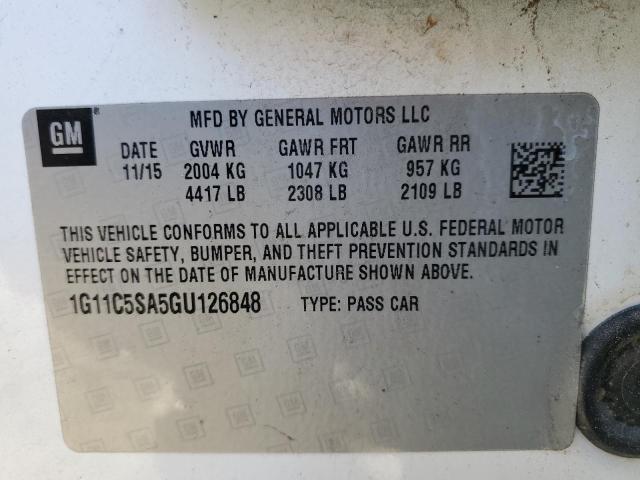 GM
MFD BY GENERAL MOTORS LLC
DATE GVWR GAWR FRT GAWR RR
11/15 2004 KG 1047 KG 957 KG
4417 LB 2308 LB 2109 LB
THIS VEHICLE CONFORMS TO ALL APPLICABLE U.S. FEDERAL MOTOR
VEHICLE SAFETY, BUMPER, AND THEFT PREVENTION STANDARDS IN
EFFECT ON THE DATE OF MANUFACTURE SHOWN ABOVE.
1G11C5SA5GU126848 TYPE: PASS CAR